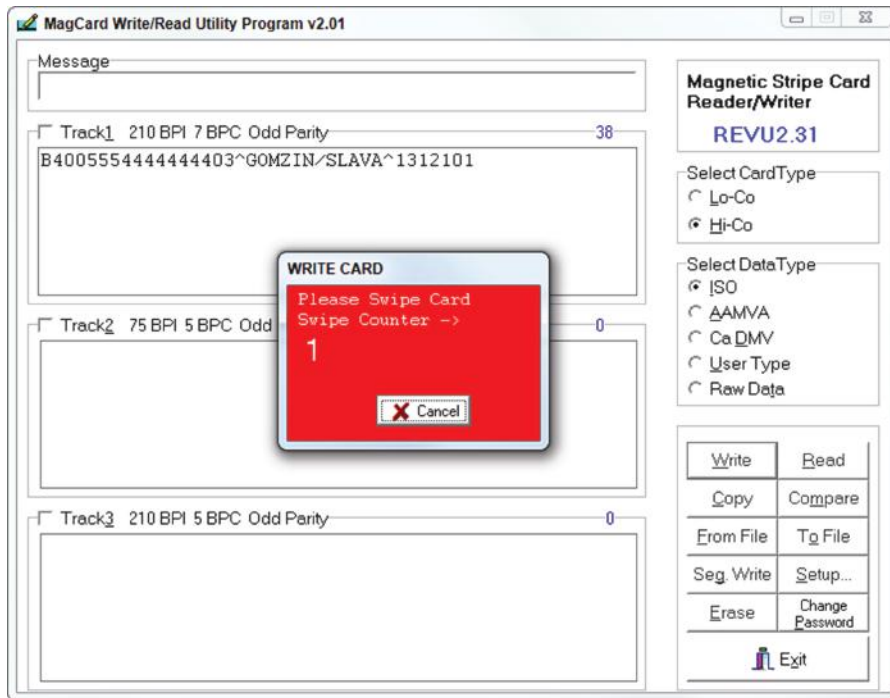 MagCard Write/Read Utility Program v2.01
Message
Track1 210 BPI 7 BPC Odd Parity 38
B4005554444444403^GOMZIN/SLAVA^1312101
WRITE CARD
Please Swipe Card
Swipe Counter ->
1
Cancel
Track2 75 BPI 5 BPC Odd 0
Track3 210 BPI 5 BPC Odd Parity 0
Magnetic Stripe Card
Reader/Writer
REVU2.31
Select CardType
Lo-Co
Hi-Co
Select DataType
ISO
AAMVA
Ca DMV
User Type
Raw Data
Write Read
Copy Compare
From File To File
Seg. Write Setup...
Erase Change
Password
Exit